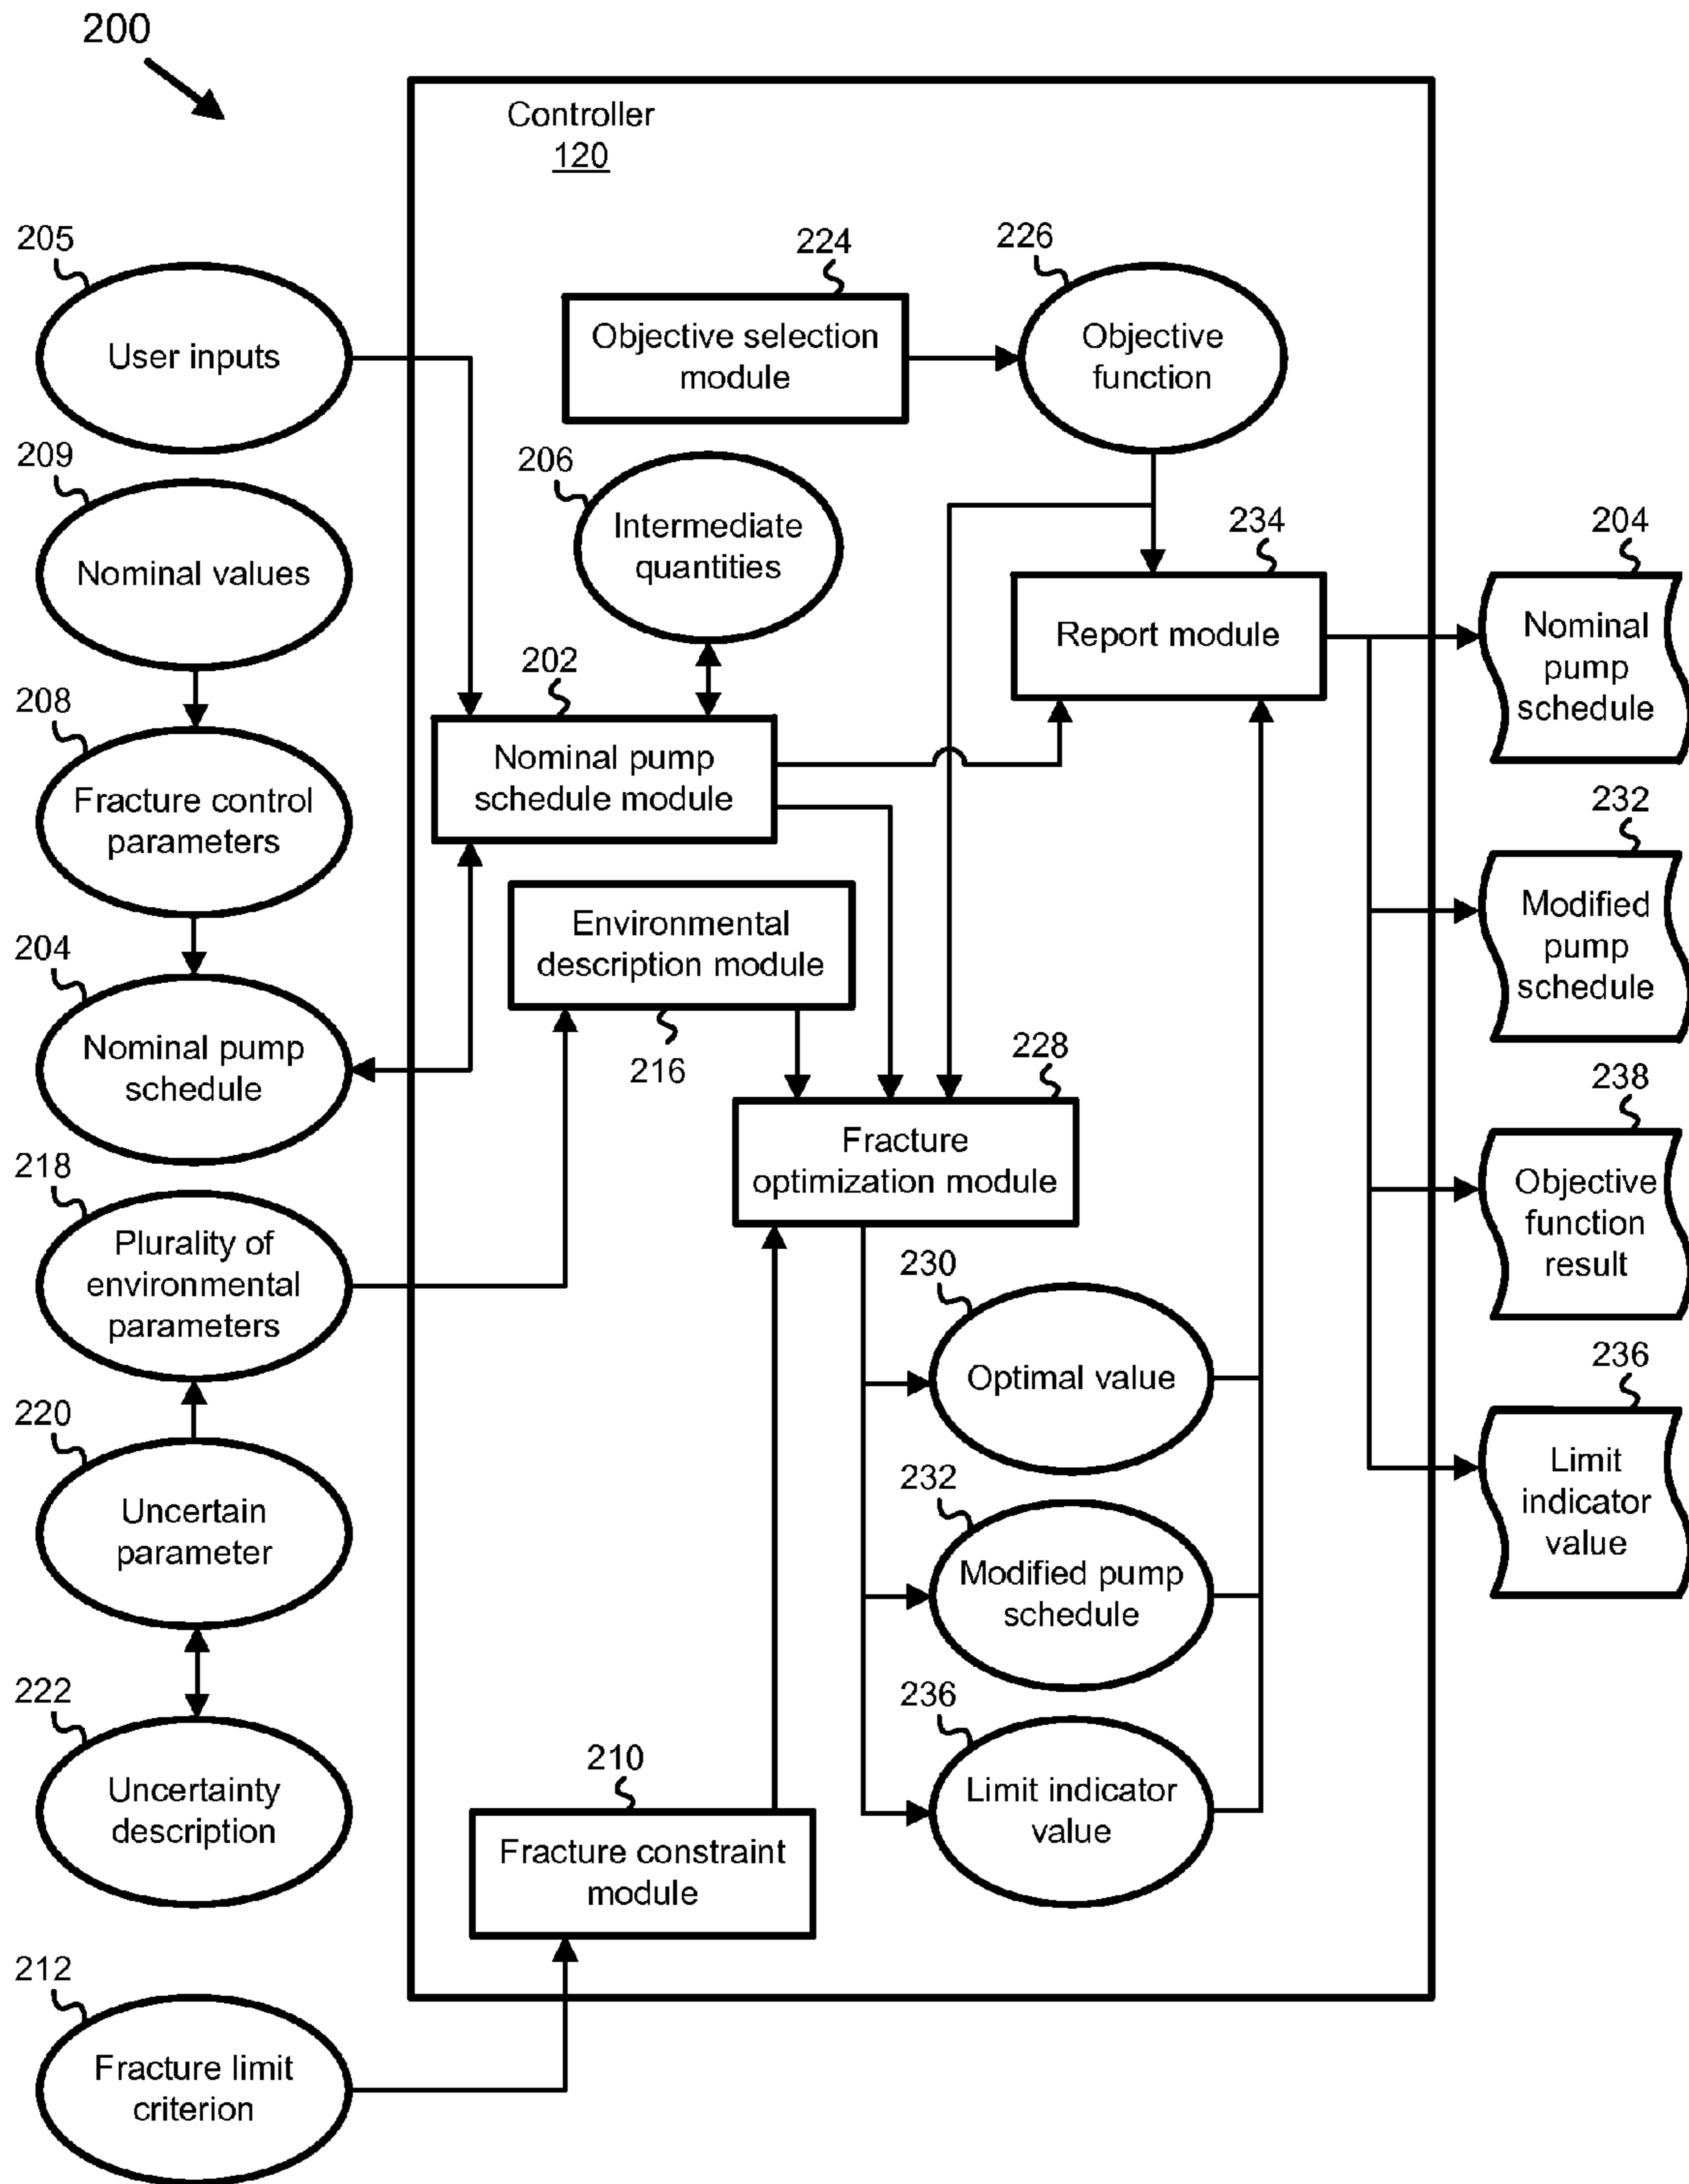 200
Controller
120
205
User inputs
224
Objective selection
module
226
Objective
function
209
Nominal values
206
Intermediate
quantities
234
Report module
204
Nominal
pump
schedule
208
Fracture control
parameters
202
Nominal pump
schedule module
232
Modified
pump
schedule
204
Nominal pump
schedule
Environmental
description module
216
228
Fracture
optimization module
238
Objective
function
result
218
Plurality of
environmental
parameters
230
Optimal value
236
Limit
indicator
value
220
Uncertain
parameter
232
Modified pump
schedule
222
Uncertainty
description
236
Limit indicator
value
210
Fracture constraint
module
212
Fracture limit
criterion